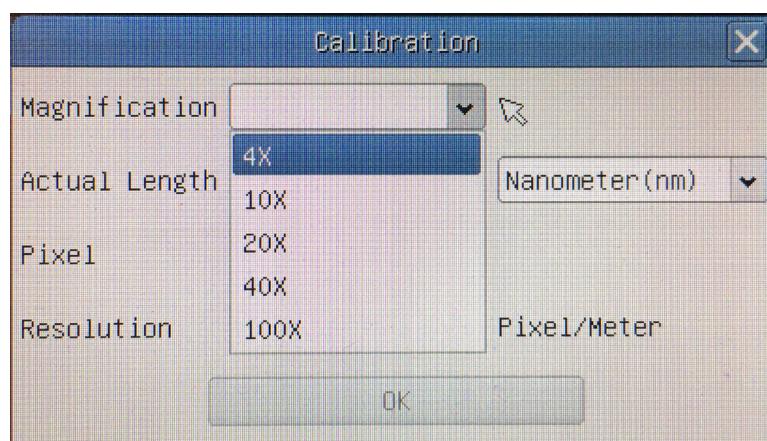 Calibration
Magnification
4X
Actual Length
Nanometer(nm)
10X
Pixel
20X
40X
Resolution
100X
Pixel/Meter
OK